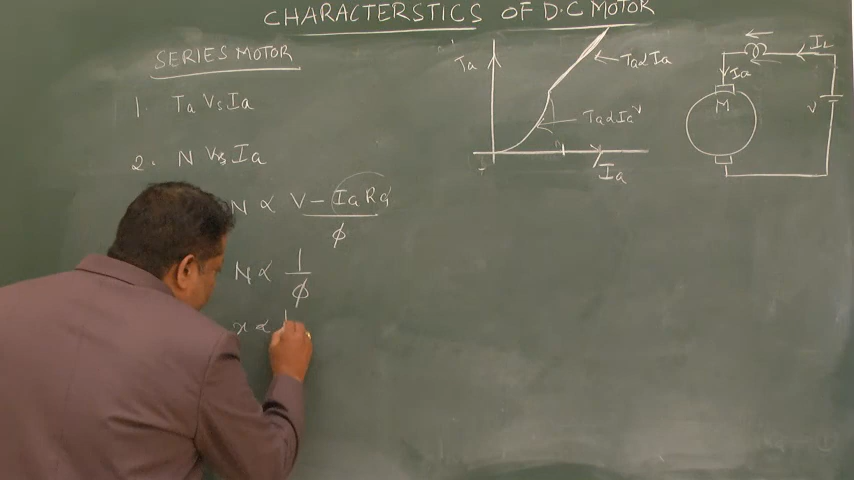 CHARACTERSTICS OF D.C MOTOR
SERIES MOTOR
1. Ta Vs Ia
2. N Vs Ia
N ∝ V - Ia Ra
ϕ
N ∝ 1
ϕ
x ∝ 1
Ta
Ta ∝ Ia
Ta ∝ Ia²
Ia
IL
Ia
M
V